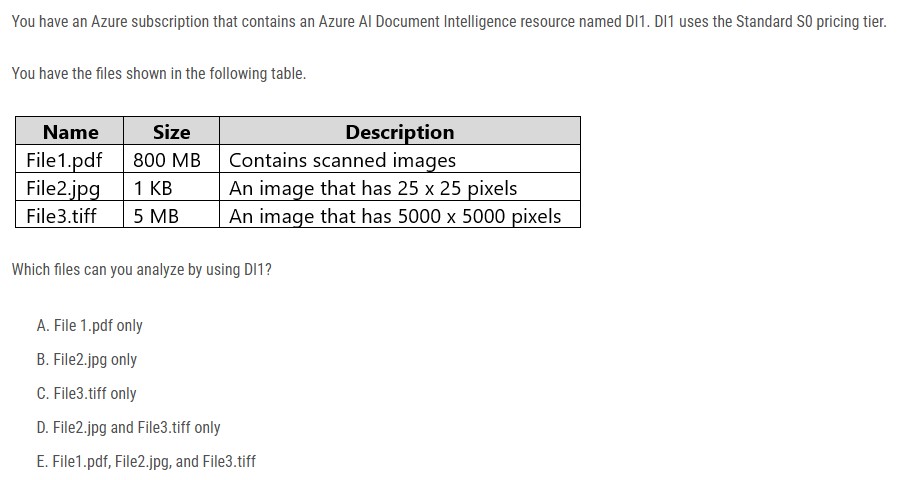 You have an Azure subscription that contains an Azure AI Document Intelligence resource named DI1. DI1 uses the Standard S0 pricing tier.
You have the files shown in the following table.
Name Size Description
File1.pdf 800 MB Contains scanned images
File2.jpg 1 KB An image that has 25 x 25 pixels
File3.tiff 5 MB An image that has 5000 x 5000 pixels
Which files can you analyze by using DI1?
A. File 1.pdf only
B. File2.jpg only
C. File3.tiff only
D. File2.jpg and File3.tiff only
E. File1.pdf, File2.jpg, and File3.tiff